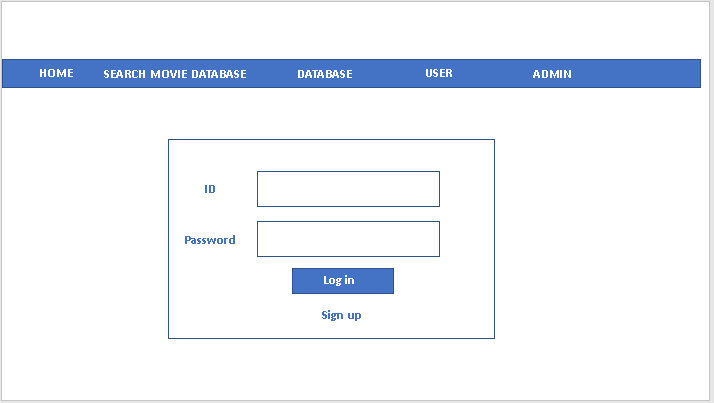 HOME SEARCH MOVIE DATABASE DATABASE USER ADMIN
ID
Password
Log in
Sign up